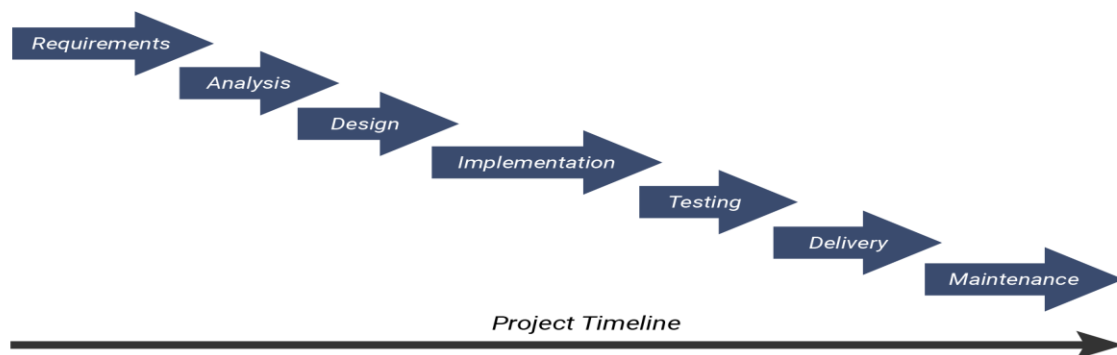 Requirements
Analysis
Design
Implementation
Testing
Delivery
Maintenance
Project Timeline